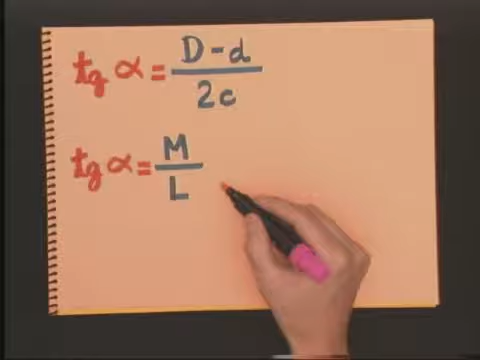 tg α = D-d / 2c
tg α = M / L